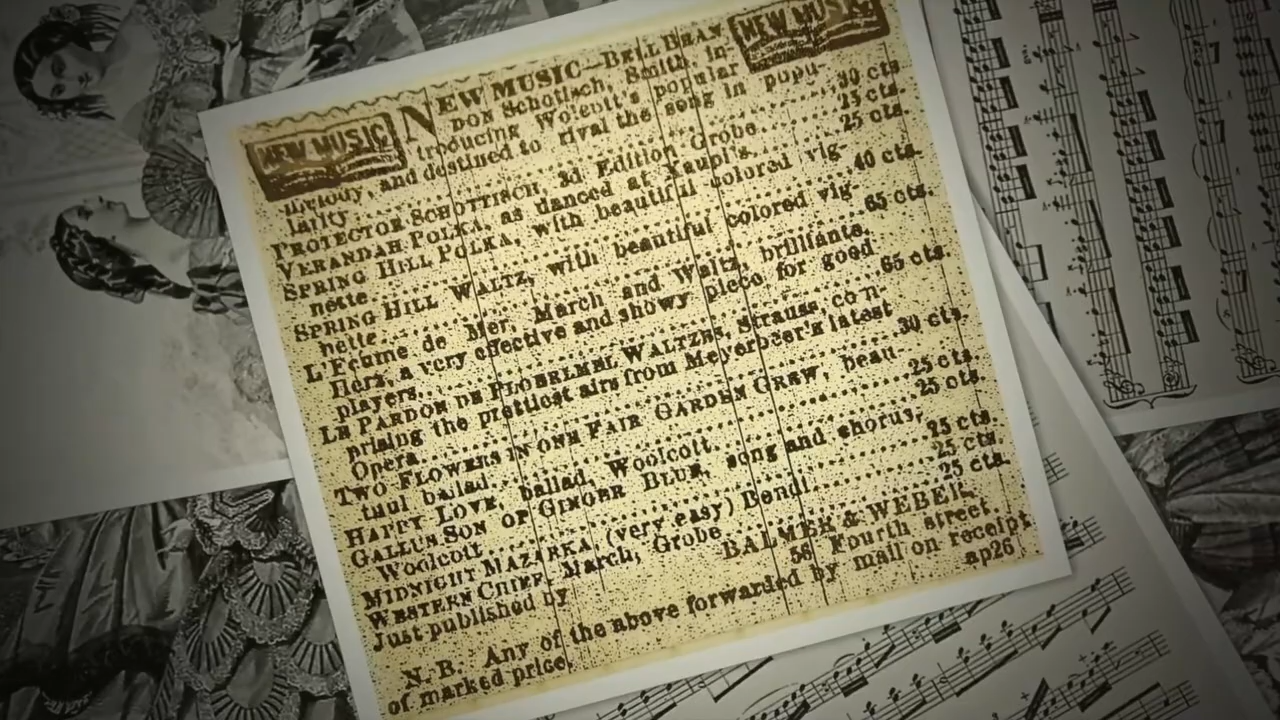 NEW MUSIC
NEW MUSIC
NEW MUSIC—BELL BRAN
DON Schotisch, Smith, in-
troducing Wolcott's popular
melody, and destined to rival the song in popu-
larity 30 cts.
PROTECTOR SCHOTTISCH, 3d Edition Grobe 25 cts.
VERANDAH POLKA, as danced at Xaupi's. 25 cts.
SPRING HILL POLKA, with beautiful colored vig-
nette 40 cts.
SPRING HILL WALTZ, with beautiful colored vig-
nette 65 cts.
L'Ecume de Mer, March and Waltz, brilliante,
Herz, a very effective and showy piece for good
players. 65 cts.
LE PARDON DE PLOERLMEL WALTZES, Strauss, con-
prising the prettiest airs from Meyerbeer's latest
Opera 30 cts.
TWO FLOWERS IN ONE FAIR GARDEN GREW, beau-
tiful ballad 25 cts.
HAPPY LOVE, ballad, Woolcott. 25 cts.
GALLUS SON OF GINGER BLUE, song and chorus,
Woolcott 25 cts.
MIDNIGHT MAZARKA (very easy) Dendi 25 cts.
WESTERN CHIEF March, Grobe 25 cts.
Just published by BALMER & WEBER,
56 Fourth street.
N. B. Any of the above forwarded by mail on receipt
of marked price. ap26